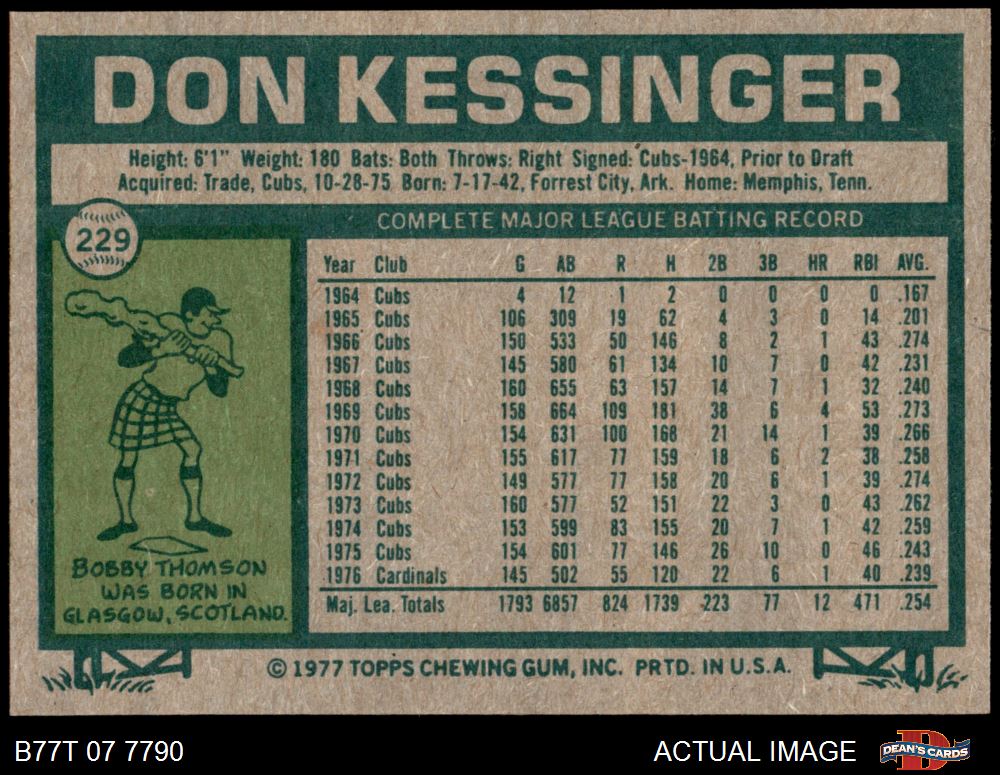 DON KESSINGER
Height: 6'1" Weight: 180 Bats: Both Throws: Right Signed: Cubs-1964, Prior to Draft
Acquired: Trade, Cubs, 10-28-75 Born: 7-17-42, Forrest City, Ark. Home: Memphis, Tenn.
229
COMPLETE MAJOR LEAGUE BATTING RECORD
Year Club G AB R H 2B 3B HR RBI AVG.
1964 Cubs 4 12 1 2 0 0 0 0 .167
1965 Cubs 106 309 19 62 4 3 0 14 .201
1966 Cubs 150 533 50 146 8 2 1 43 .274
1967 Cubs 145 580 61 134 10 7 0 42 .231
1968 Cubs 160 655 63 157 14 7 1 32 .240
1969 Cubs 158 664 109 181 38 6 4 53 .273
1970 Cubs 154 631 100 168 21 14 1 39 .266
1971 Cubs 155 617 77 159 18 6 2 38 .258
1972 Cubs 149 577 77 158 20 6 1 39 .274
1973 Cubs 160 577 52 151 22 3 0 43 .262
1974 Cubs 153 599 83 155 20 7 1 42 .259
1975 Cubs 154 601 77 146 26 10 0 46 .243
1976 Cardinals 145 502 55 120 22 6 1 40 .239
Maj. Lea. Totals 1793 6857 824 1739 223 77 12 471 .254
BOBBY THOMSON
WAS BORN IN
GLASGOW, SCOTLAND.
© 1977 TOPPS CHEWING GUM, INC. PRTD. IN U.S.A.
B77T 07 7790
ACTUAL IMAGE
D
DEAN'S CARDS